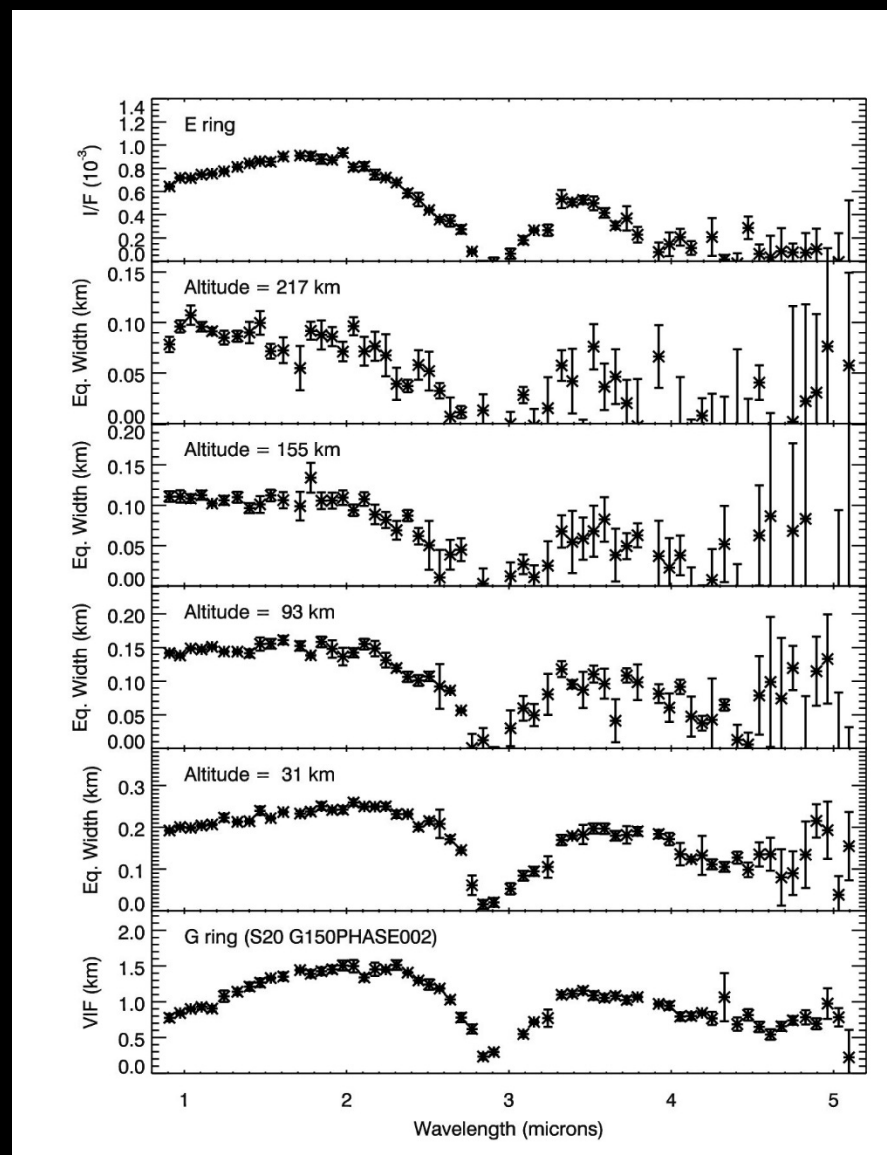 E ring
I/F (10⁻³)
1.4
1.2
1.0
0.8
0.6
0.4
0.2
0.0
Altitude = 217 km
Eq. Width (km)
0.15
0.10
0.05
0.00
Altitude = 155 km
Eq. Width (km)
0.20
0.15
0.10
0.05
0.00
Altitude = 93 km
Eq. Width (km)
0.20
0.15
0.10
0.05
0.00
Altitude = 31 km
Eq. Width (km)
0.3
0.2
0.1
0.0
G ring (S20 G150PHASE002)
VIF (km)
2.0
1.5
1.0
0.5
0.0
1 2 3 4 5
Wavelength (microns)